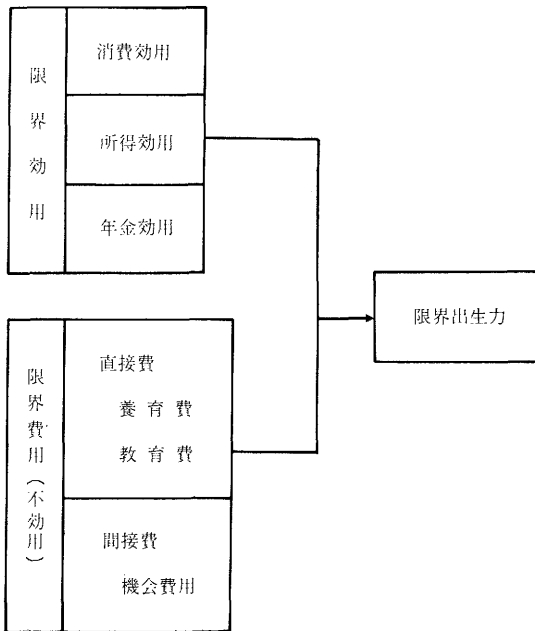 限界効用
消費効用
所得効用
年金効用
限界費用(不効用)
直接費
養育費
教育費
間接費
機会費用
限界出生力